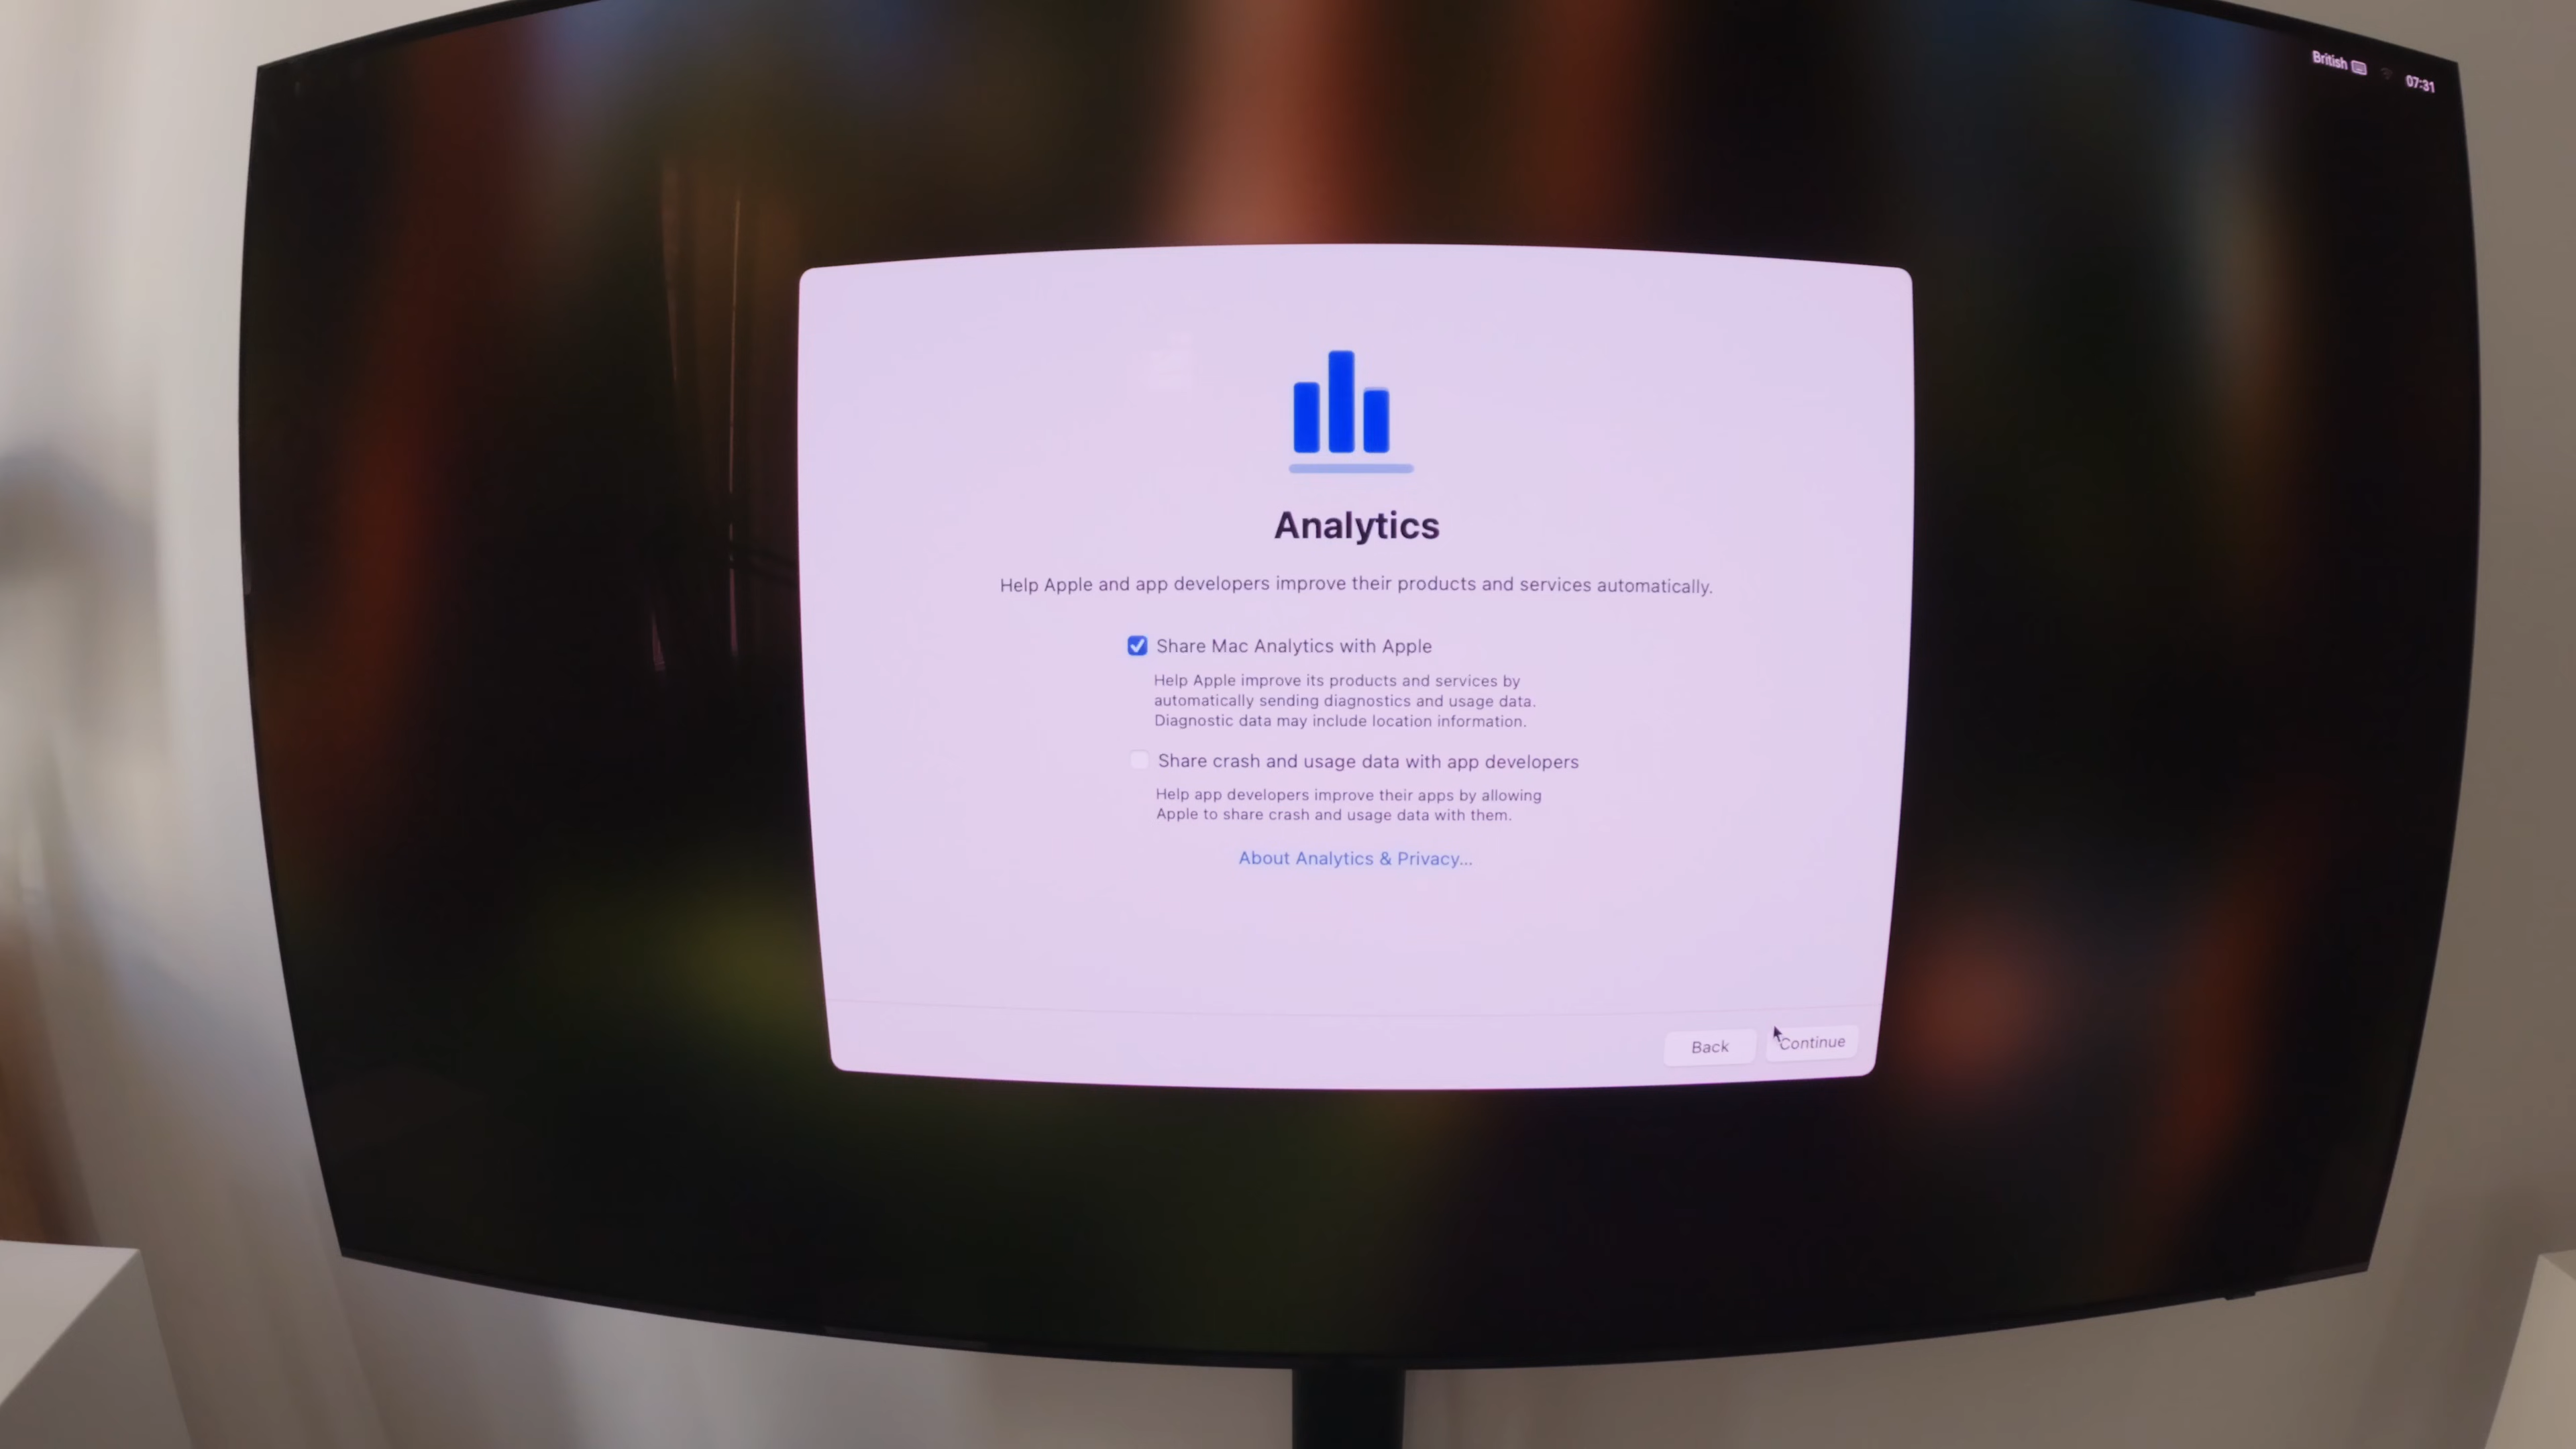 British
07:31
Analytics
Help Apple and app developers improve their products and services automatically.
Share Mac Analytics with Apple
Help Apple improve its products and services by
automatically sending diagnostics and usage data.
Diagnostic data may include location information.
Share crash and usage data with app developers
Help app developers improve their apps by allowing
Apple to share crash and usage data with them.
About Analytics & Privacy...
Back
Continue